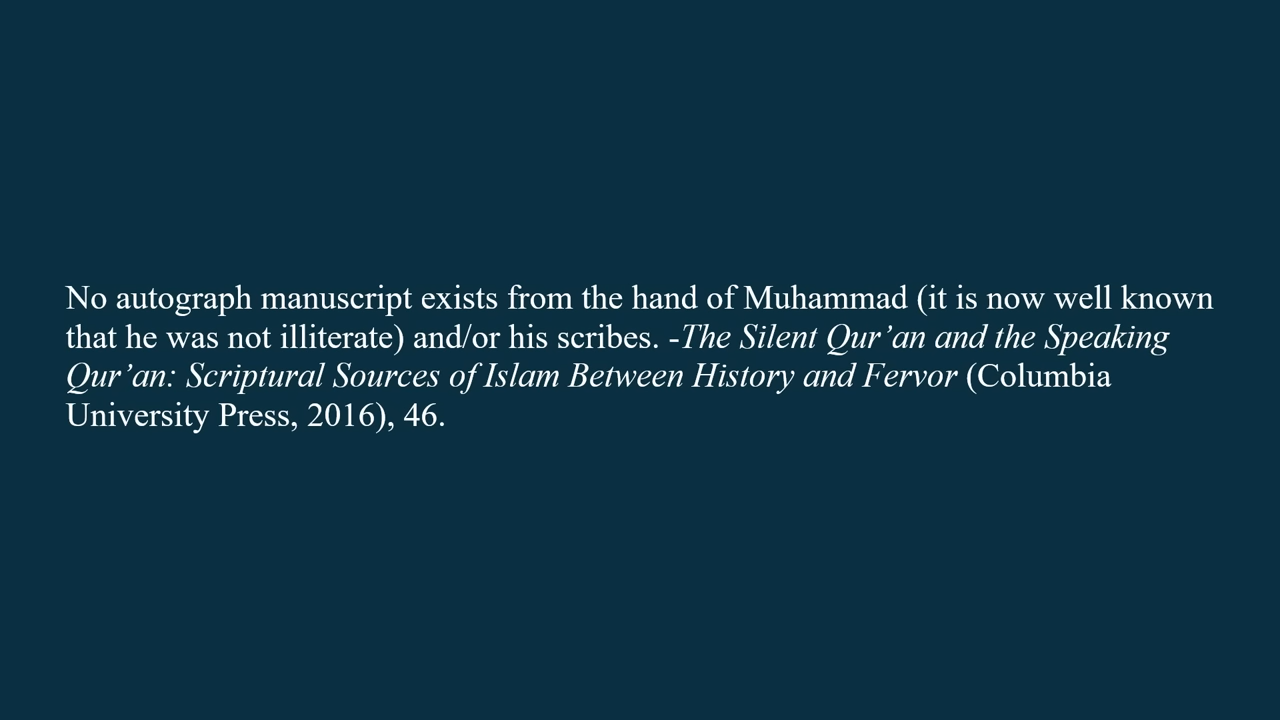 No autograph manuscript exists from the hand of Muhammad (it is now well known
that he was not illiterate) and/or his scribes. -The Silent Qur’an and the Speaking
Qur’an: Scriptural Sources of Islam Between History and Fervor (Columbia
University Press, 2016), 46.